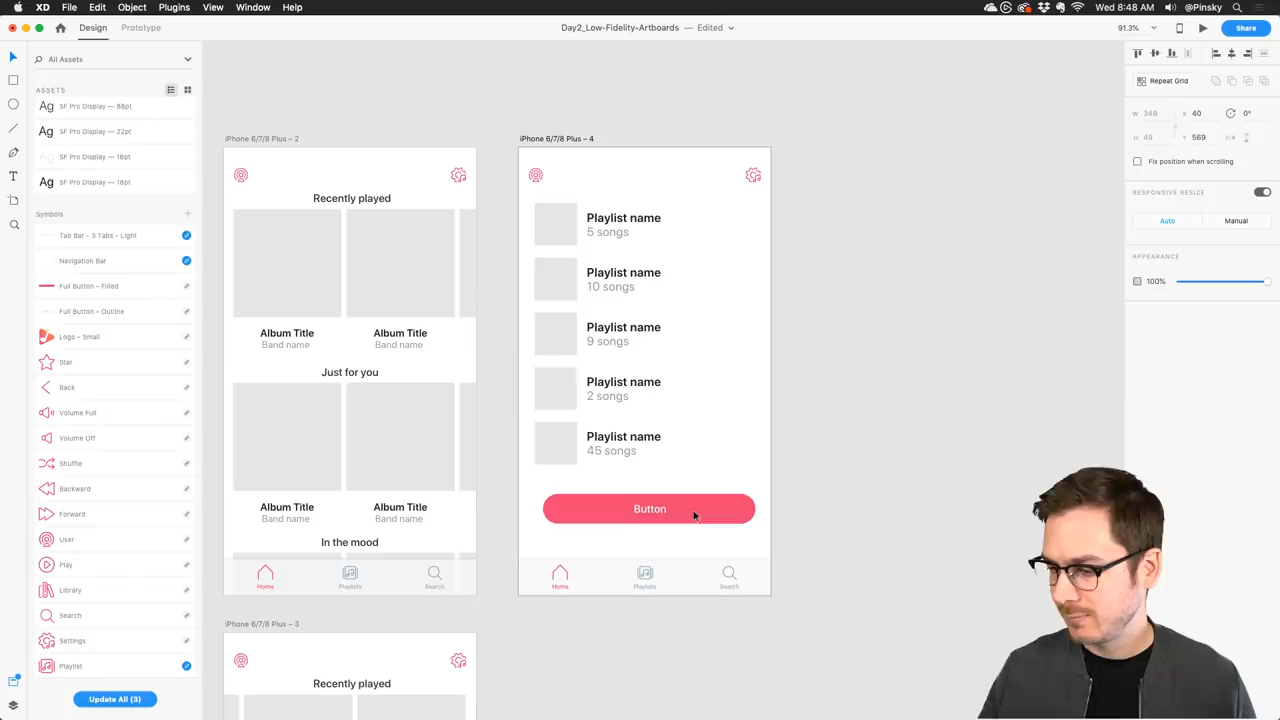 XD File Edit Object Plugins View Window Help
Wed 8:48 AM @Pinsky
Design Prototype
Day2_Low-Fidelity-Artboards — Edited
91.3%
Share
All Assets
ASSETS
Ag SF Pro Display — 88pt
Ag SF Pro Display — 22pt
Ag SF Pro Display — 18pt
Ag SF Pro Display — 18pt
Symbols
Tab Bar - 3 Tabs - Light
Navigation Bar
Full Button – Filled
Full Button – Outline
Logo – Small
Star
Back
Volume Full
Volume Off
Shuffle
Backward
Forward
User
Play
Library
Search
Settings
Playlist
Update All (3)
iPhone 6/7/8 Plus – 2
Recently played
Album Title
Band name
Album Title
Band name
Just for you
Album Title
Band name
Album Title
Band name
In the mood
Home Playlists Search
iPhone 6/7/8 Plus – 3
Recently played
iPhone 6/7/8 Plus – 4
Playlist name
5 songs
Playlist name
10 songs
Playlist name
9 songs
Playlist name
2 songs
Playlist name
45 songs
Button
Home Playlists Search
Repeat Grid
W 349 X 40 0°
H 49 Y 569
Fix position when scrolling
RESPONSIVE RESIZE
Auto Manual
APPEARANCE
100%